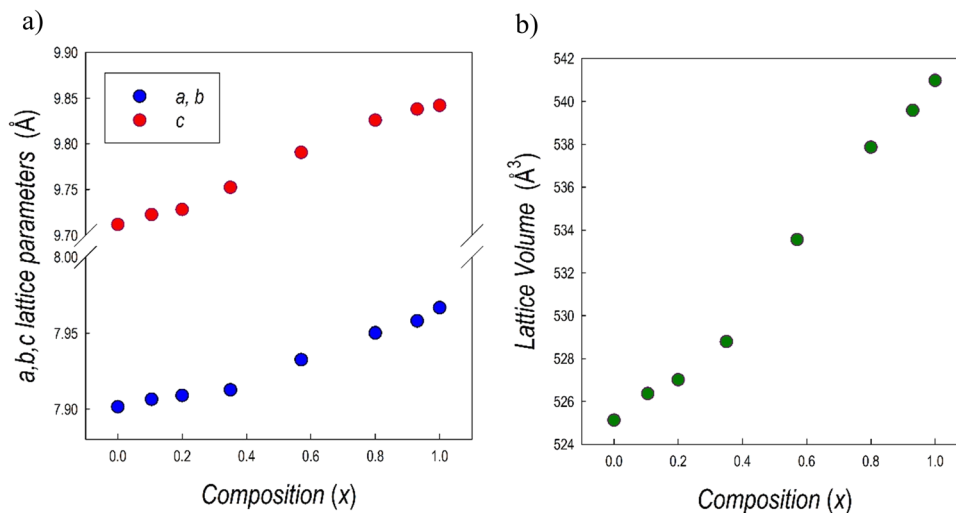 a)
9.90
9.85
9.80
9.75
9.70
8.00
7.95
7.90
a, b
c
a,b,c lattice parameters (Å)
0.0 0.2 0.4 0.6 0.8 1.0
Composition (x)
b)
542
540
538
536
534
532
530
528
526
524
Lattice Volume (Å³)
0.0 0.2 0.4 0.6 0.8 1.0
Composition (x)